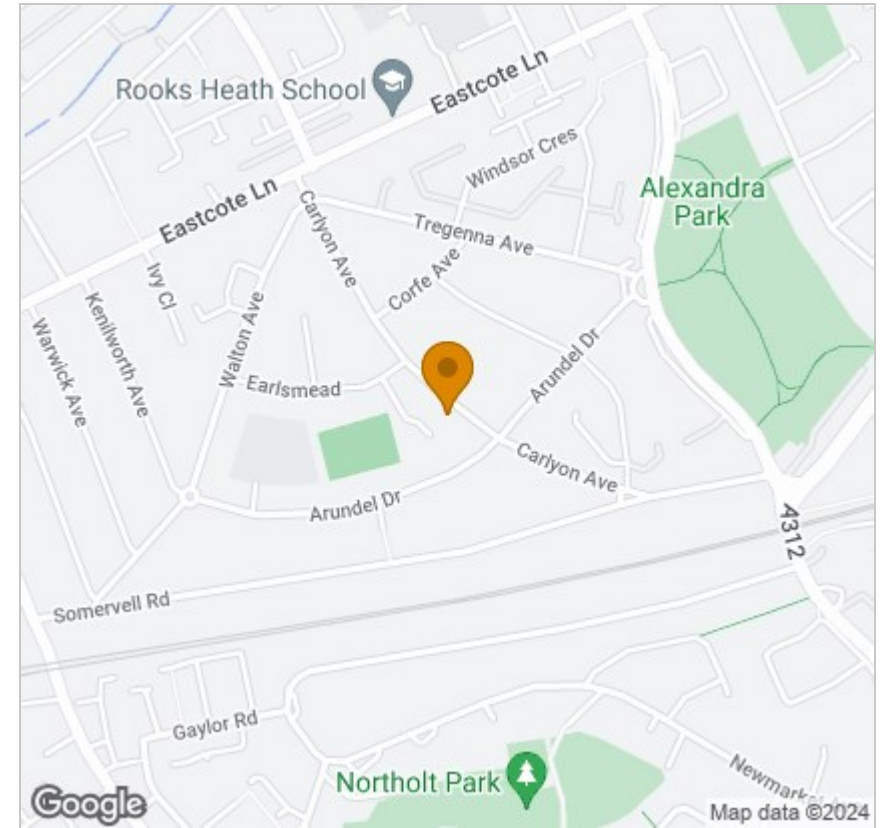 Rooks Heath School
Eastcote Ln
Windsor Cres
Alexandra
Park
Eastcote Ln
Carlyon Ave
Tregenna Ave
Ivy Cl
Corfe Ave
Kenilworth Ave
Walton Ave
Warwick Ave
Earlsmead
Arundel Dr
Carlyon Ave
Arundel Dr
A312
Somervell Rd
Gaylor Rd
Northolt Park
Google
Map data ©2024